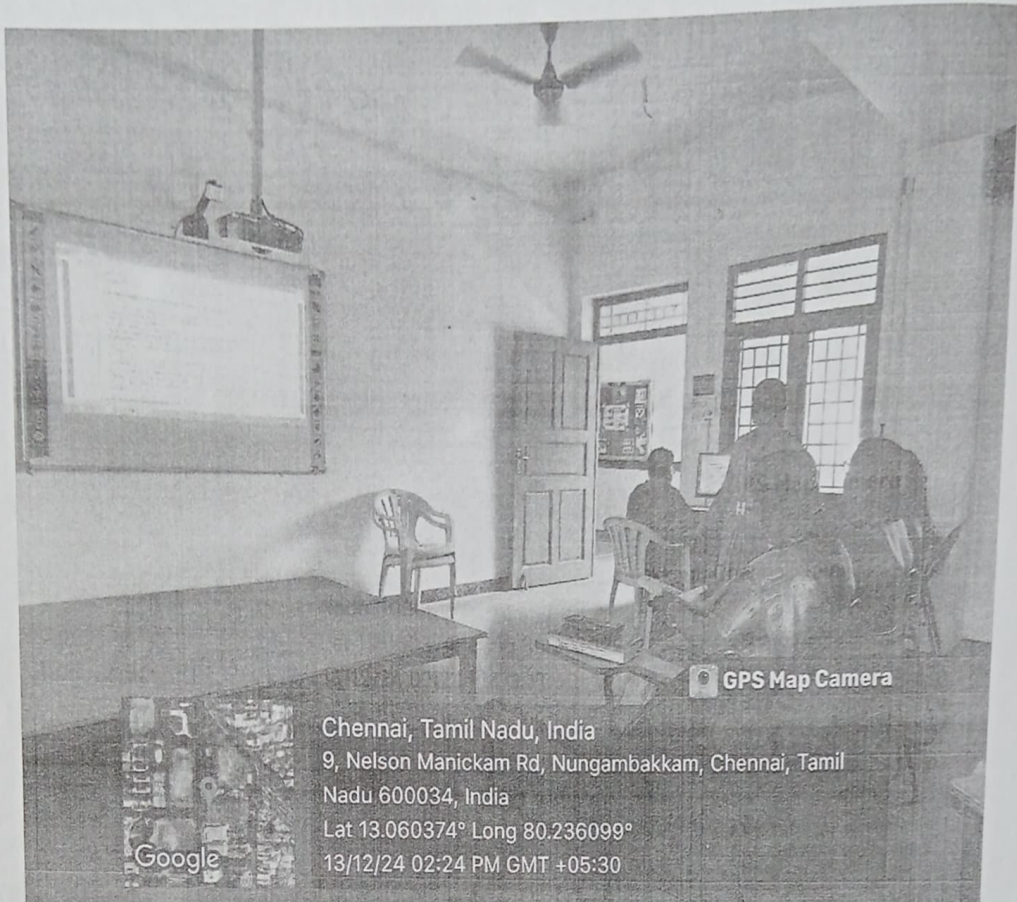 GPS Map Camera
Chennai, Tamil Nadu, India
9, Nelson Manickam Rd, Nungambakkam, Chennai, Tamil
Nadu 600034, India
Lat 13.060374° Long 80.236099°
13/12/24 02:24 PM GMT +05:30
Google